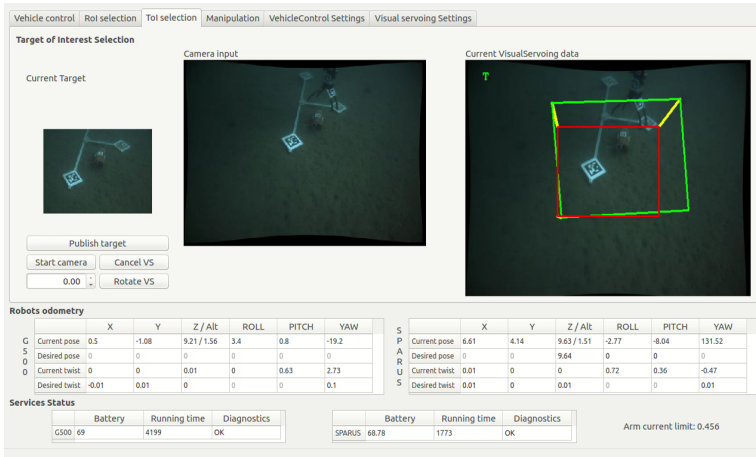 Vehicle control RoI selection ToI selection Manipulation VehicleControl Settings Visual servoing Settings
Target of Interest Selection
Camera input Current VisualServoing data
Current Target
T
Publish target
Start camera Cancel VS
0.00 Rotate VS
Robots odometry
G500
X Y Z / Alt ROLL PITCH YAW
Current pose 0.5 -1.08 9.21 / 1.56 3.4 0.8 -19.2
Desired pose 0 0 0 0 0 0
Current twist 0 0 0.01 0 0.63 2.73
Desired twist -0.01 0.01 0 0 0 0.1
SPARUS
X Y Z / Alt ROLL PITCH YAW
Current pose 6.61 4.14 9.63 / 1.51 -2.77 -8.04 131.52
Desired pose 0 0 9.64 0 0 0
Current twist 0.01 0 0.01 0.72 0.36 -0.47
Desired twist 0.01 0 0.01 0 0 0.01
Services Status
Battery Running time Diagnostics
G500 69 4199 OK
Battery Running time Diagnostics
SPARUS 68.78 1773 OK
Arm current limit: 0.456